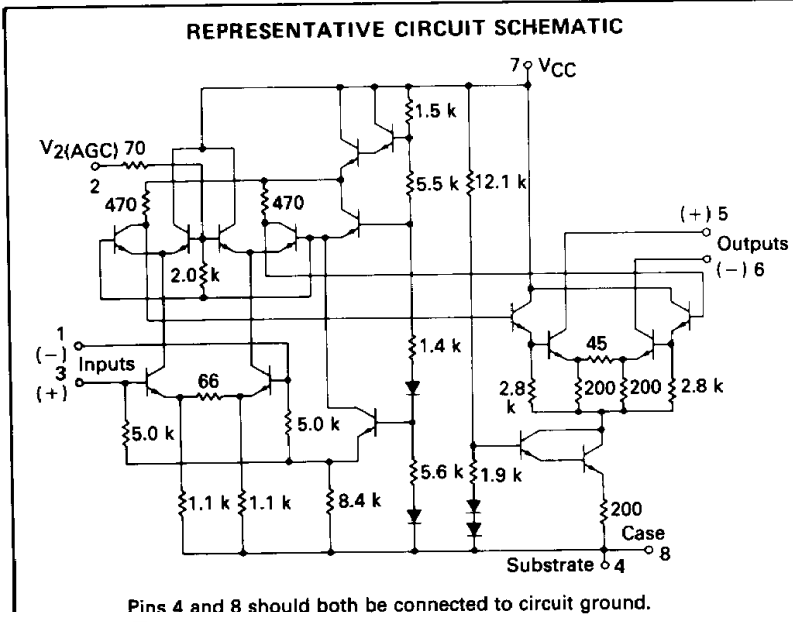 REPRESENTATIVE CIRCUIT SCHEMATIC
7 VCC
1.5 k
V2(AGC) 70
2
5.5 k
12.1 k
470
470
(+) 5
Outputs
(-) 6
2.0 k
1
(-)
Inputs
3
(+)
1.4 k
45
66
2.8 k
200
200
2.8 k
5.0 k
5.0 k
5.6 k
1.9 k
1.1 k
1.1 k
8.4 k
200
Case
8
Substrate
4
Pins 4 and 8 should both be connected to circuit ground.